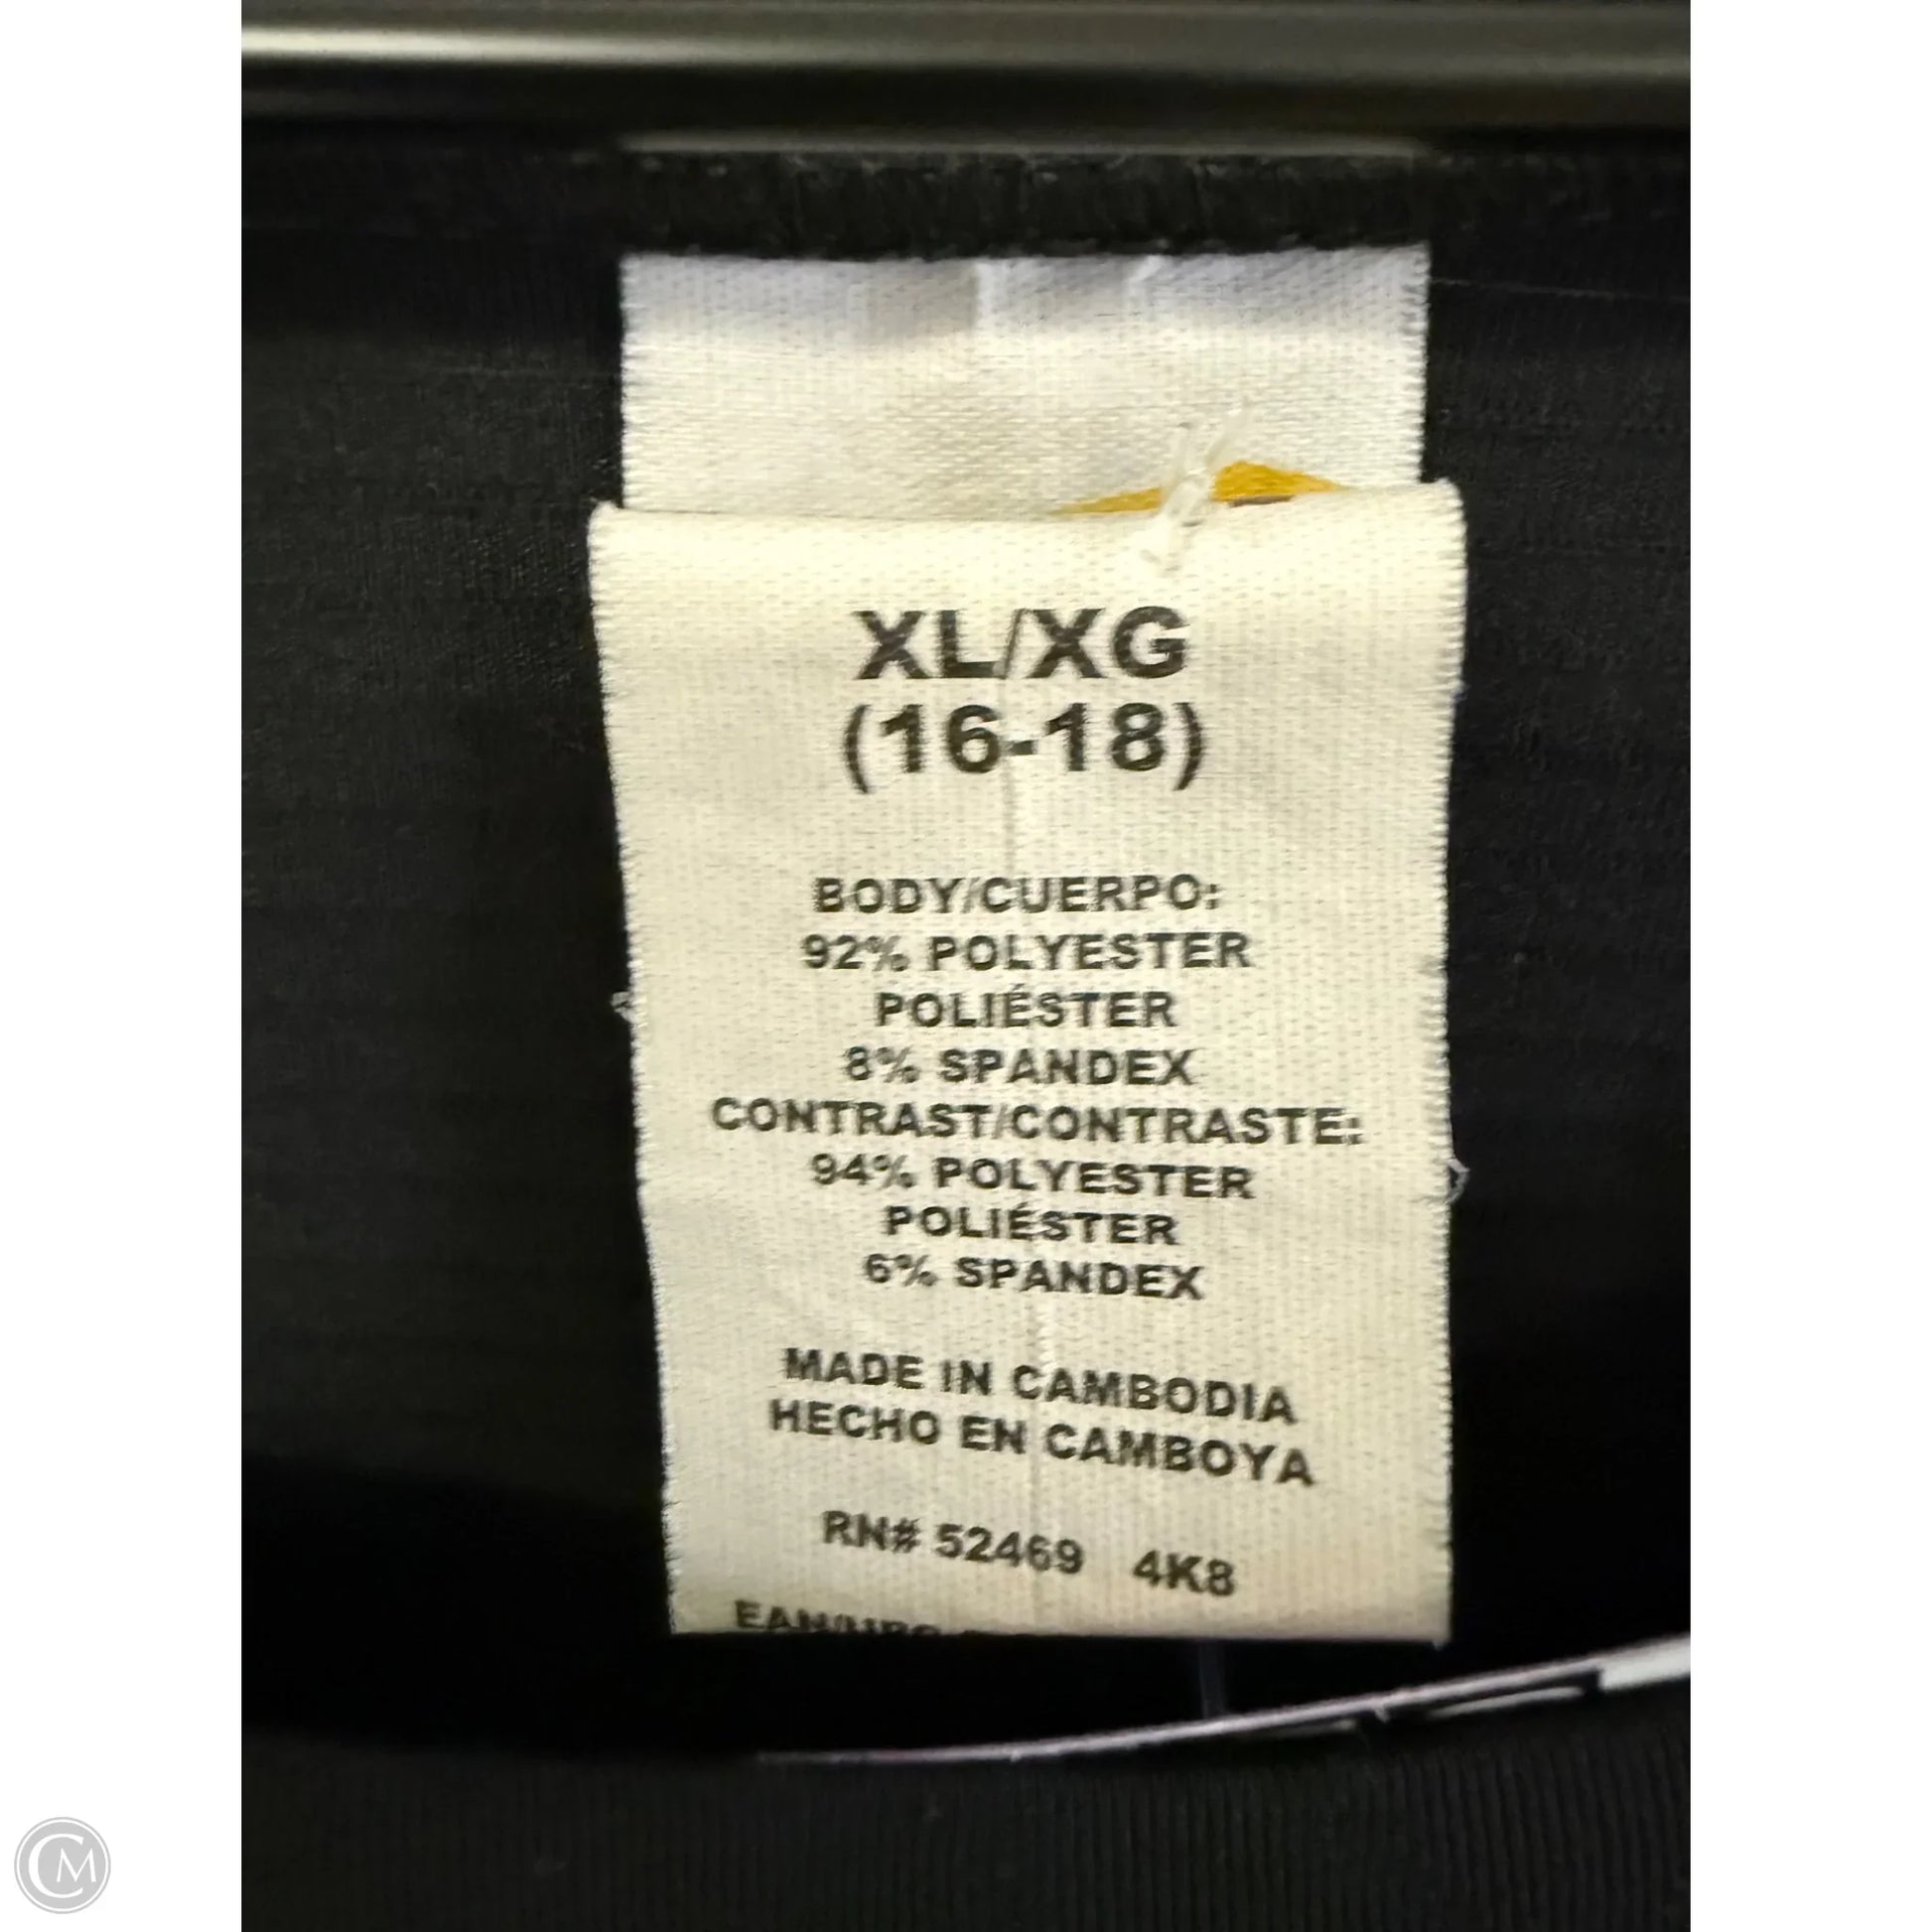 XL/XG
(16-18)
BODY/CUERPO:
92% POLYESTER
POLIÉSTER
8% SPANDEX
CONTRAST/CONTRASTE:
94% POLYESTER
POLIÉSTER
6% SPANDEX
MADE IN CAMBODIA
HECHO EN CAMBOYA
RN# 52469 4K8
CM